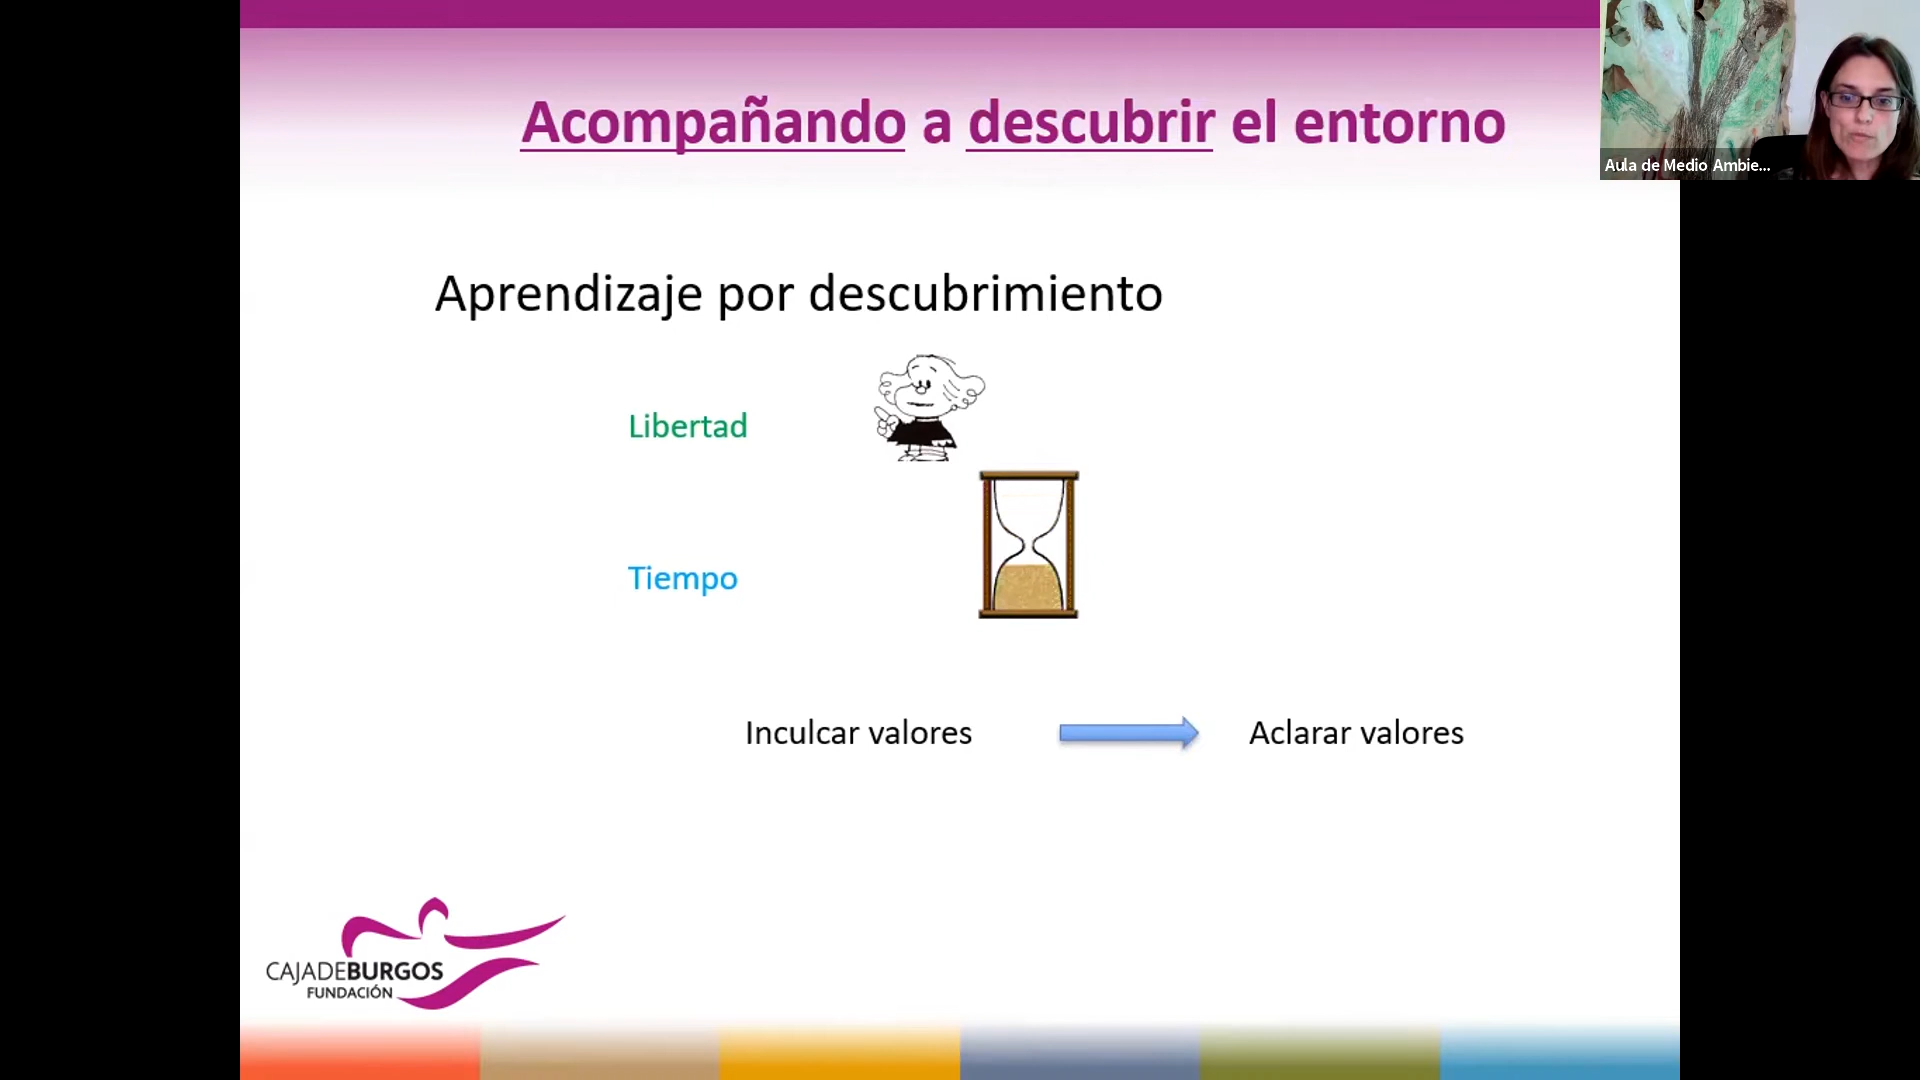 Acompañando a descubrir el entorno
Aula de Medio Ambie...
Aprendizaje por descubrimiento
Libertad
Tiempo
Inculcar valores
Aclarar valores
CAJADEBURGOS
FUNDACIÓN